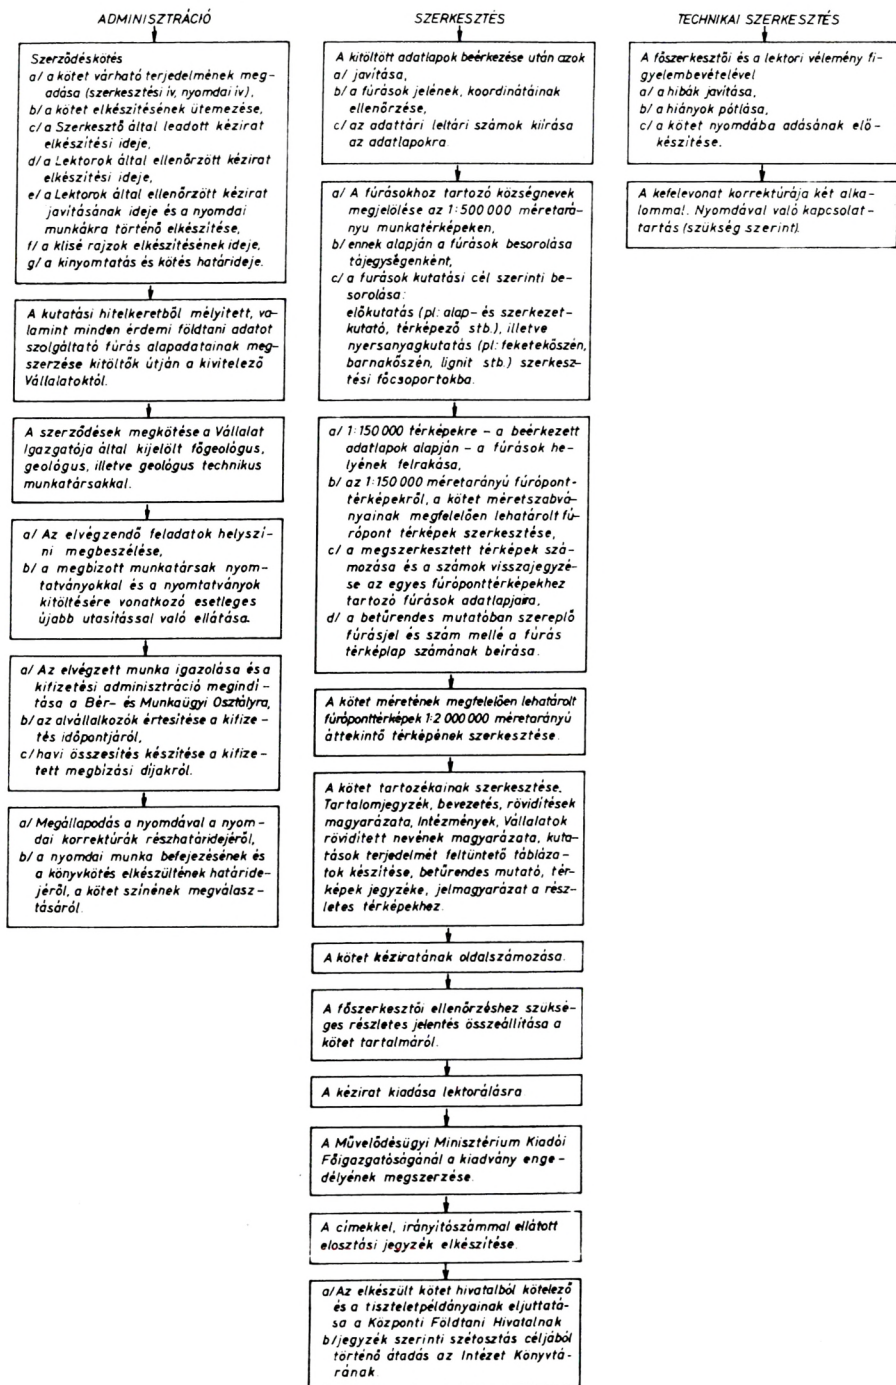 ADMINISZTRÁCIÓ
Szerződéskötés
a/ a kötet várható terjedelmének meg-
adása (szerkesztési ív, nyomdai ív),
b/ a kötet elkészítésének ütemezése,
c/ a Szerkesztő által leadott kézirat
elkészítési ideje,
d/ a Lektorok által ellenőrzött kézirat
elkészítési ideje,
e/ a Lektorok által ellenőrzött kézirat
javításának ideje és a nyomdai
munkákra történő elkészítése,
f/ a klisé rajzok elkészítésének ideje,
g/ a kinyomtatás és kötés határideje.
A kutatási hitelkeretből mélyített, va-
lamint minden érdemi földtani adatot
szolgáltató fúrás alapadatainak meg-
szerzése kitöltők útján a kivitelező
Vállalatoktól.
A szerződések megkötése a Vállalat
Igazgatója által kijelölt főgeológus,
geológus, illetve geológus technikus
munkatársakkal.
a/ Az elvégzendő feladatok helyszí-
ni megbeszélése,
b/ a megbízott munkatársak nyom-
tatványokkal és a nyomtatványok
kitöltésére vonatkozó esetleges
újabb utasítással való ellátása.
a/ Az elvégzett munka igazolása és a
kifizetési adminisztráció megindí-
tása a Bér- és Munkaügyi Osztályra,
b/ az alvállalkozók értesítése a kifize-
tés időpontjáról,
c/ havi összesítés készítése a kifize-
tett megbízási díjakról.
a/ Megállapodás a nyomdával a nyom-
dai korrektúrák részhatáridejéről,
b/ a nyomdai munka befejezésének és
a könyvkötés elkészültének határide-
jéről, a kötet színének megválasz-
tásáról.
SZERKESZTÉS
A kitöltött adatlapok beérkezése után azok
a/ javítása,
b/ a fúrások jelének, koordinátáinak
ellenőrzése,
c/ az adattári leltári számok kiírása
az adatlapokra.
a/ A fúrásokhoz tartozó községnevek
megjelölése az 1:500 000 méretará-
nyu munkatérképeken,
b/ ennek alapján a fúrások besorolása
tájegységenként,
c/ a furások kutatási cél szerinti be-
sorolása:
előkutatás (pl: alap- és szerkezet-
kutató, térképező stb.), illetve
nyersanyagkutatás (pl: feketekőszén,
barnakőszén, lignit stb.) szerkesz-
tési főcsoportokba.
a/ 1:150 000 térképekre – a beérkezett
adatlapok alapján – a fúrások he-
lyének felrakása,
b/ az 1:150 000 méretarányú fúrópont-
térképekről, a kötet méretszabvá-
nyainak megfelelően lehatárolt fú-
rópont térképek szerkesztése,
c/ a megszerkesztett térképek szá-
mozása és a számok visszajegyzé-
se az egyes fúróponttérképekhez
tartozó fúrások adatlapjaira,
d/ a betűrendes mutatóban szereplő
fúrásjel és szám mellé a fúrás
térképlap számának beírása.
A kötet méretének megfelelően lehatárolt
fúróponttérképek 1:2 000 000 méretarányú
áttekintő térképének szerkesztése.
A kötet tartozékainak szerkesztése.
Tartalomjegyzék, bevezetés, rövidítések
magyarázata, Intézmények, Vállalatok
rövidített nevének magyarázata, kuta-
tások terjedelmét feltüntető tábláza-
tok készítése, betűrendes mutató, tér-
képek jegyzéke, jelmagyarázat a rész-
letes térképekhez.
A kötet kéziratának oldalszámozása.
A főszerkesztői ellenőrzéshez szüksé-
ges részletes jelentés összeállítása a
kötet tartalmáról.
A kézirat kiadása lektorálásra
A Művelődésügyi Minisztérium Kiadói
Főigazgatóságánál a kiadvány enge-
délyének megszerzése.
A címekkel, irányítószámmal ellátott
elosztási jegyzék elkészítése.
a/ Az elkészült kötet hivatalból kötelező
és a tiszteletpéldányainak eljuttatá-
sa a Központi Földtani Hivatalnak
b/ jegyzék szerinti szétosztás céljából
történő átadás az Intézet Könyvtá-
rának
TECHNIKAI SZERKESZTÉS
A főszerkesztői és a lektori vélemény fi-
gyelembevételével
a/ a hibák javítása,
b/ a hiányok pótlása,
c/ a kötet nyomdába adásának elő-
készítése.
A kefelevonat korrektúrája két alka-
lommal. Nyomdával való kapcsolat-
tartás (szükség szerint).